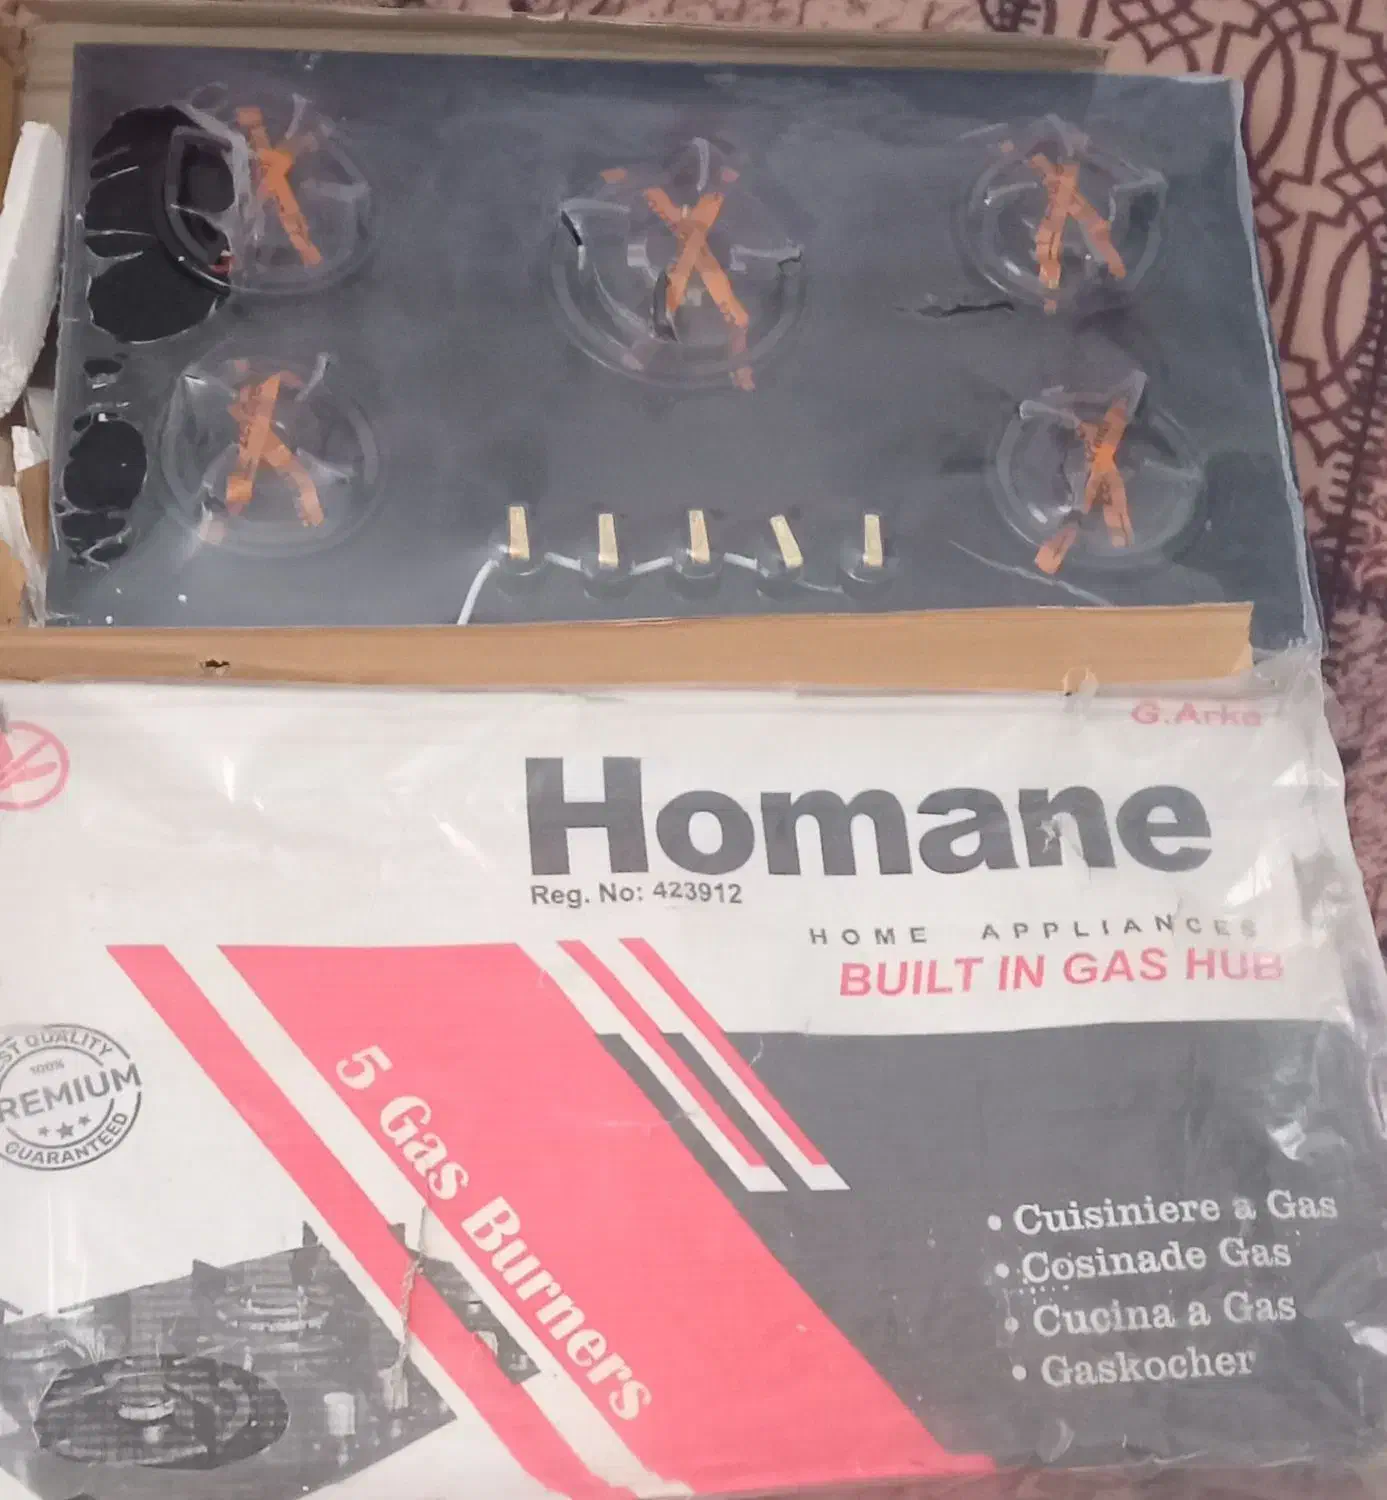 G.Arke
Homane
Reg. No: 423912
HOME APPLIANCES
BUILT IN GAS HUB
QUALITY
100%
PREMIUM
GUARANTEED
5 Gas Burners
• Cuisiniere a Gas
• Cosinade Gas
• Cucina a Gas
• Gaskocher